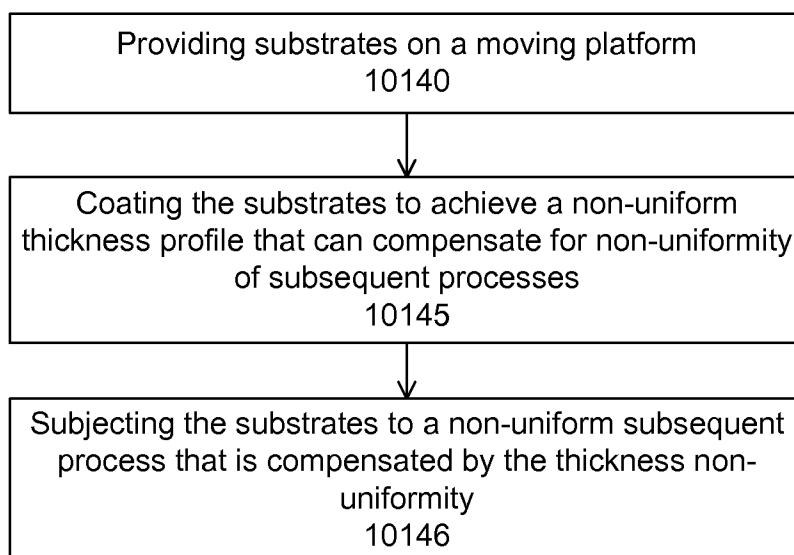 Providing substrates on a moving platform
10140
Coating the substrates to achieve a non-uniform
thickness profile that can compensate for non-uniformity
of subsequent processes
10145
Subjecting the substrates to a non-uniform subsequent
process that is compensated by the thickness non-
uniformity
10146